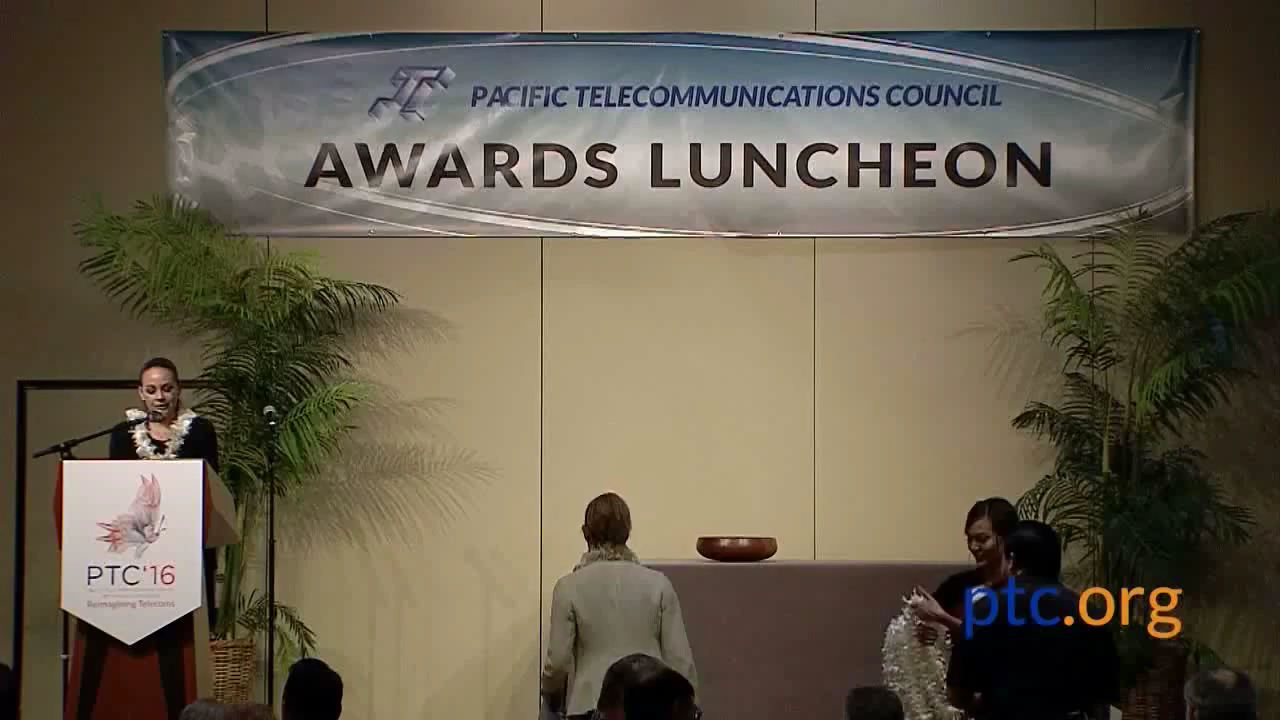 PACIFIC TELECOMMUNICATIONS COUNCIL
AWARDS LUNCHEON
PTC'16
Reimagining Telecoms
ptc.org